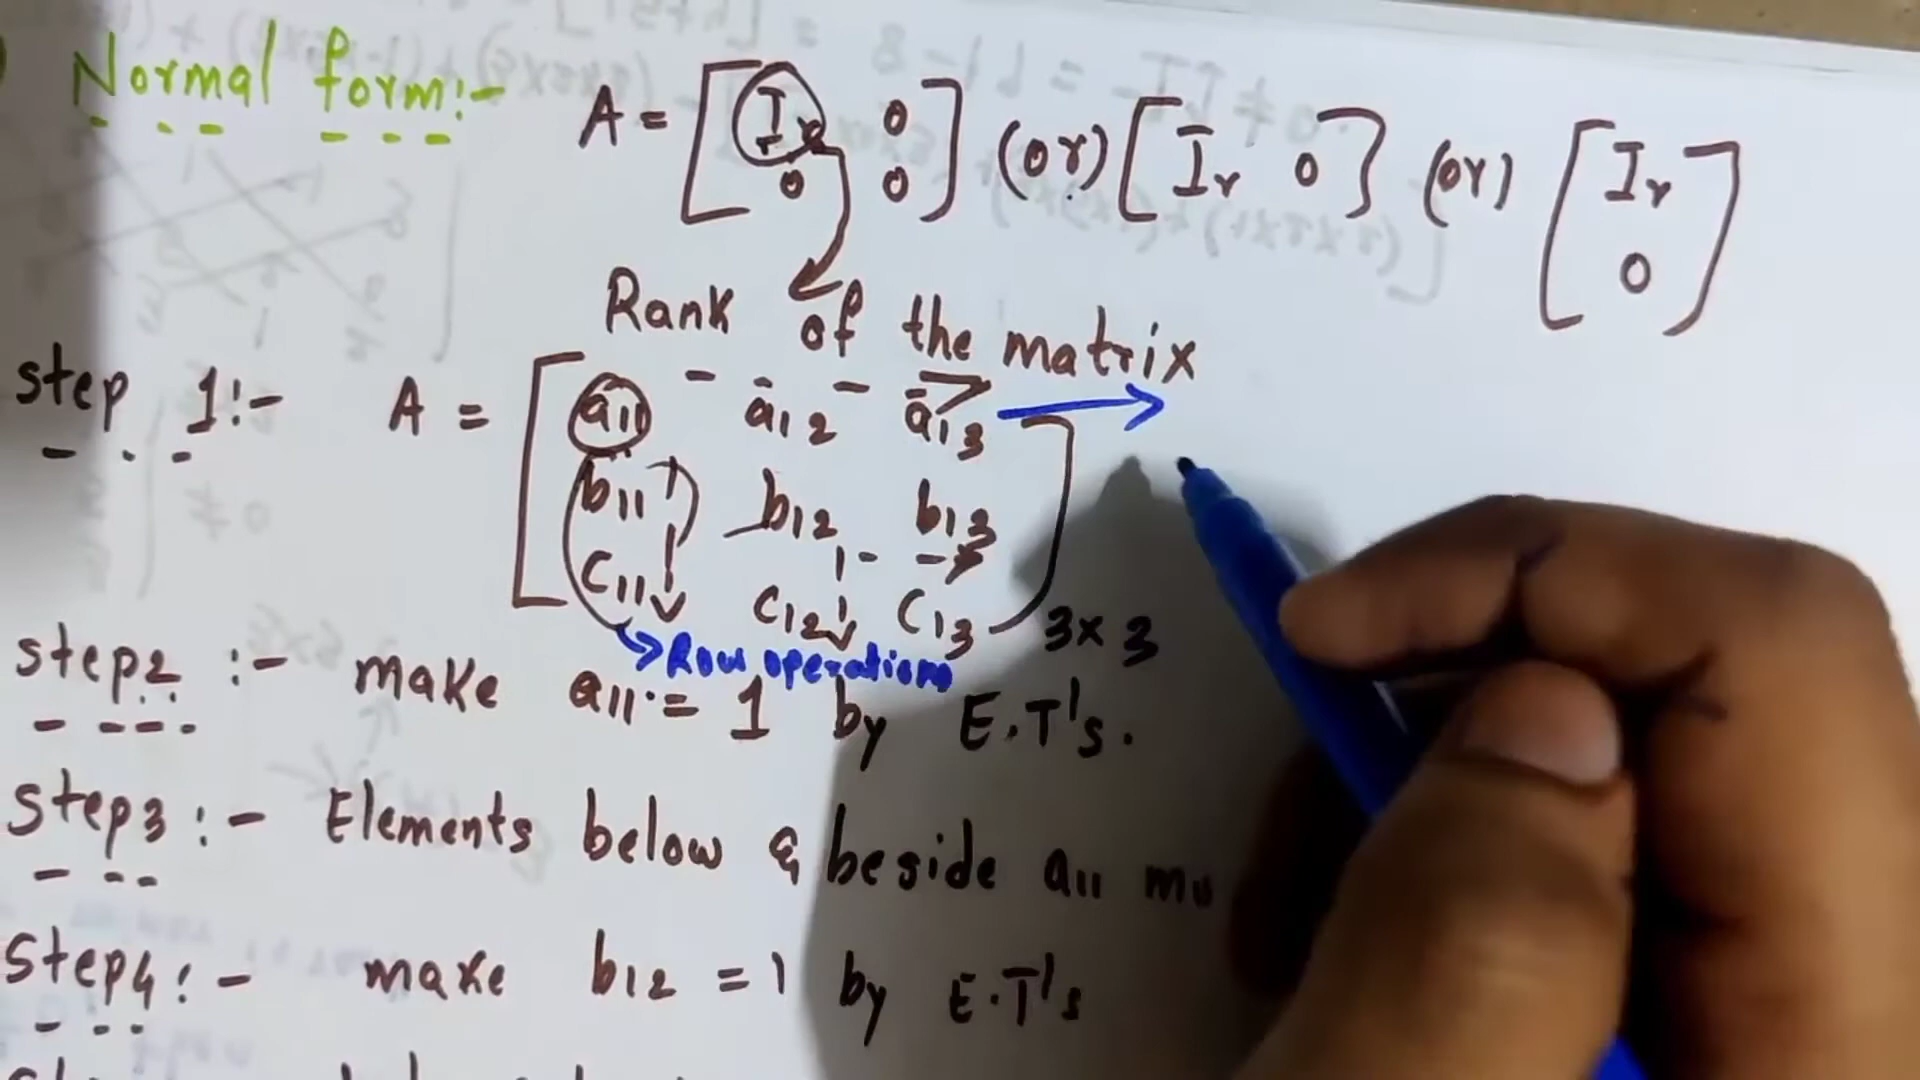 Normal form:- A = [ Ir 0 (or) [ Ir 0 ] (or) [ Ir
0 0 ] 0 ]
Rank of the matrix
step 1:- A = [ a11 a12 a13
b11 b12 b13
c11 c12 c13 ] 3×3
Row operations
step2 :- make a11 = 1 by E.T's.
step3 :- Elements below & beside a11
step4 :- make b12 = 1 by E.T's